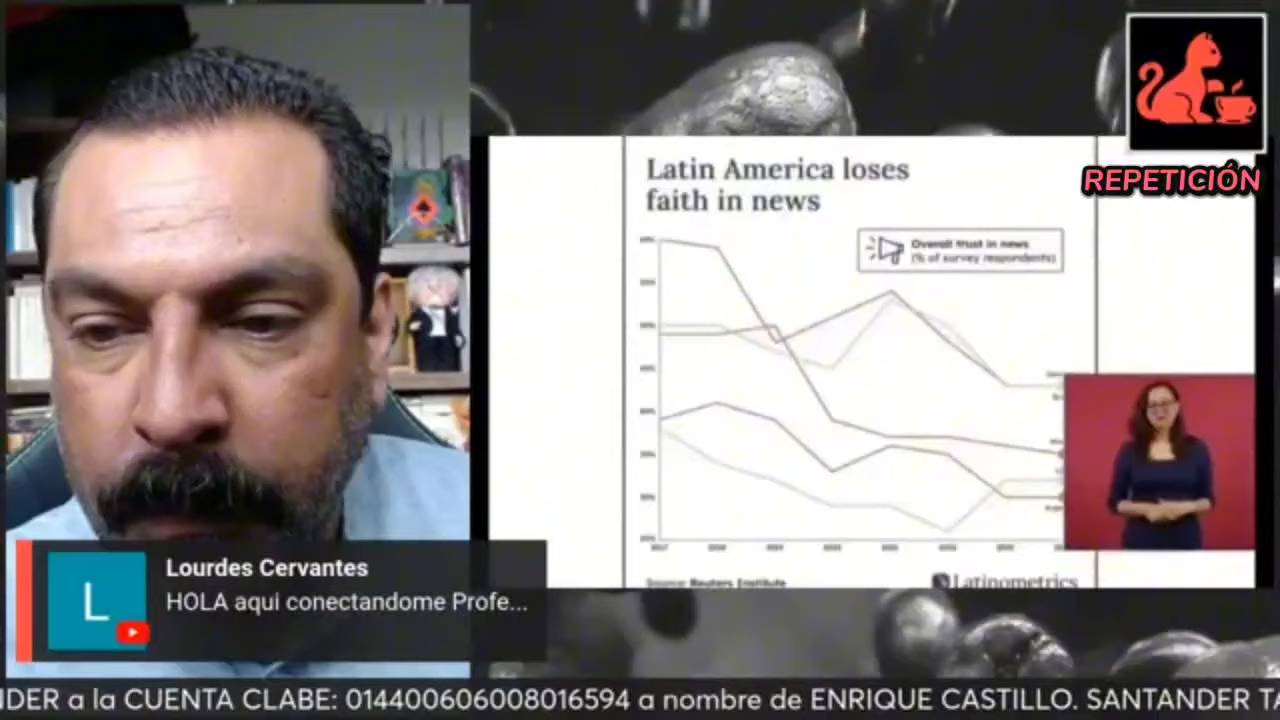 REPETICIÓN
Latin America loses
faith in news
Overall trust in news
(% of survey respondents)
Source: Reuters Institute
Latinometrics
Lourdes Cervantes
HOLA aqui conectandome Profe...
NDER a la CUENTA CLABE: 014400606008016594 a nombre de ENRIQUE CASTILLO. SANTANDER TA